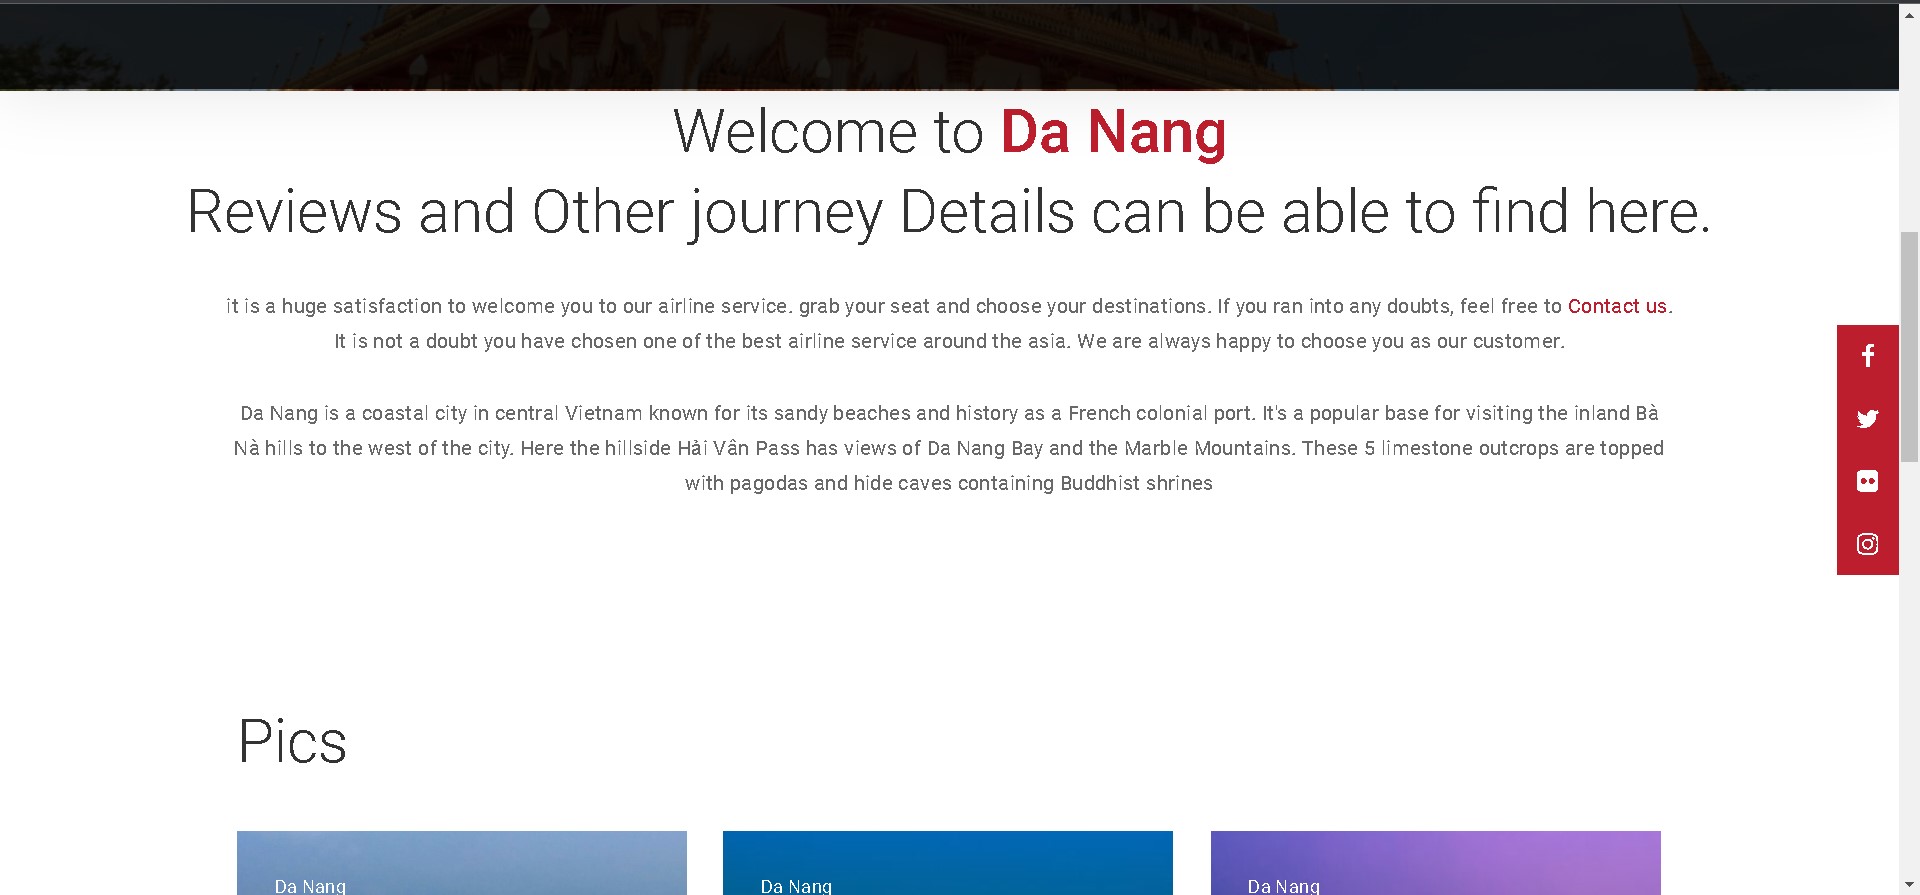 Welcome to Da Nang
Reviews and Other journey Details can be able to find here.
it is a huge satisfaction to welcome you to our airline service. grab your seat and choose your destinations. If you ran into any doubts, feel free to Contact us.
It is not a doubt you have chosen one of the best airline service around the asia. We are always happy to choose you as our customer.
Da Nang is a coastal city in central Vietnam known for its sandy beaches and history as a French colonial port. It's a popular base for visiting the inland Bà
Nà hills to the west of the city. Here the hillside Hải Vân Pass has views of Da Nang Bay and the Marble Mountains. These 5 limestone outcrops are topped
with pagodas and hide caves containing Buddhist shrines
Pics
Da Nang
Da Nang
Da Nang